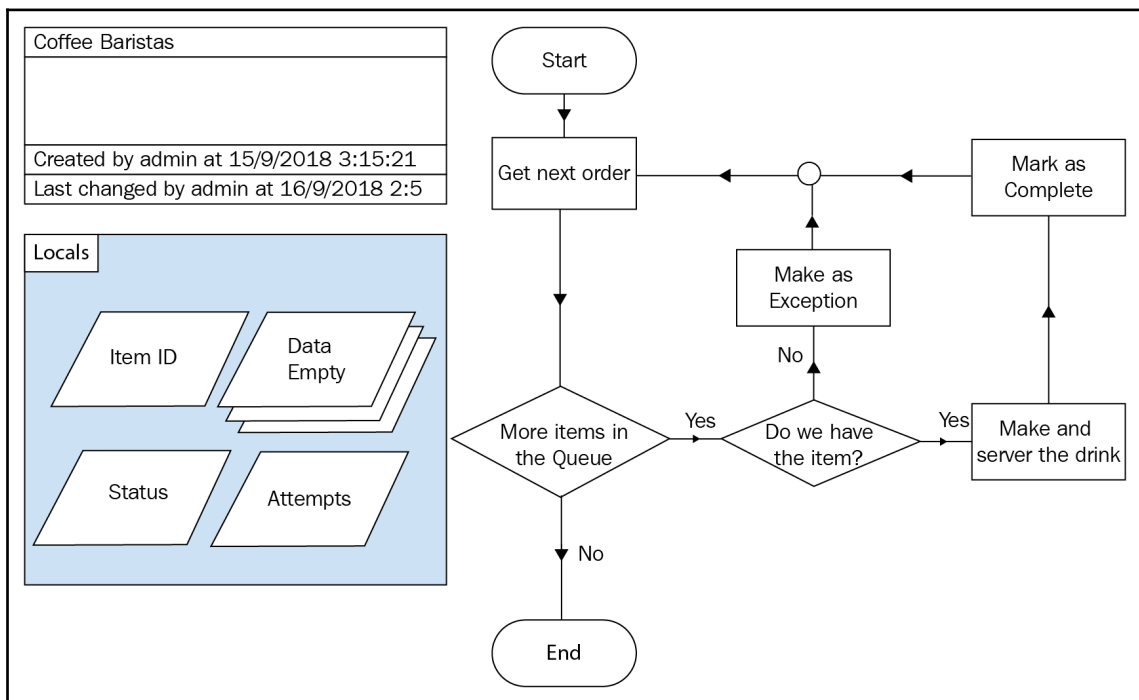 Coffee Baristas
Created by admin at 15/9/2018 3:15:21
Last changed by admin at 16/9/2018 2:5
Locals
Item ID
Data
Empty
Status
Attempts
Start
Get next order
Mark as
Complete
Make as
Exception
No
More items in
the Queue
Yes
Do we have
the item?
Yes
Make and
server the drink
No
End